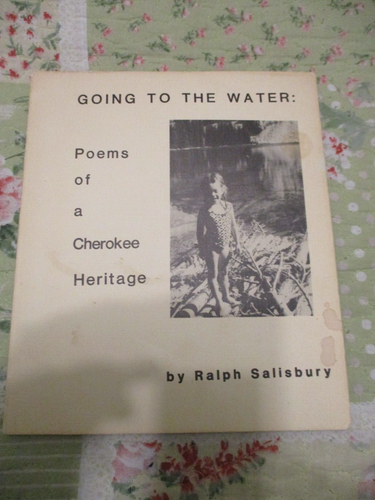 GOING TO THE WATER:
Poems
of
a
Cherokee
Heritage
by Ralph Salisbury